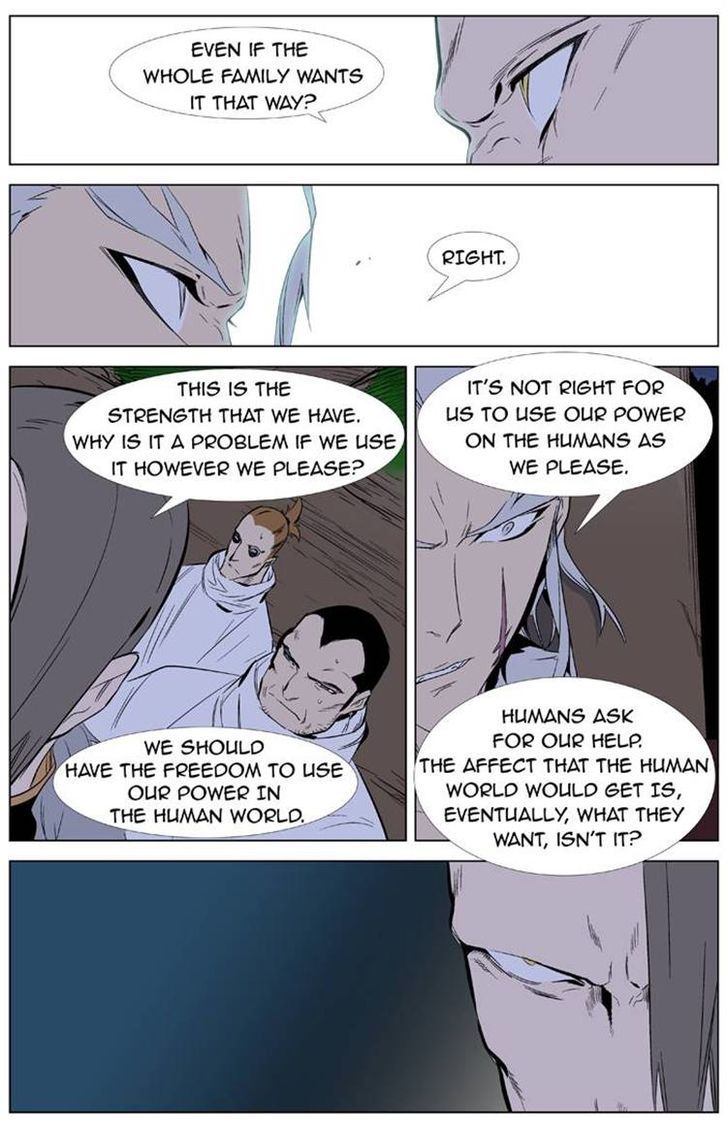 EVEN IF THE
WHOLE FAMILY WANTS
IT THAT WAY?
RIGHT.
THIS IS THE
STRENGTH THAT WE HAVE.
WHY IS IT A PROBLEM IF WE USE
IT HOWEVER WE PLEASE?
WE SHOULD
HAVE THE FREEDOM TO USE
OUR POWER IN
THE HUMAN WORLD.
IT'S NOT RIGHT FOR
US TO USE OUR POWER
ON THE HUMANS AS
WE PLEASE.
HUMANS ASK
FOR OUR HELP.
THE AFFECT THAT THE HUMAN
WORLD WOULD GET IS,
EVENTUALLY, WHAT THEY
WANT, ISN'T IT?